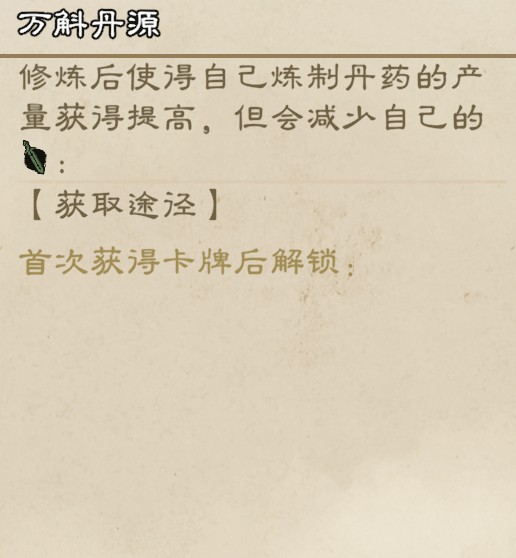 万斛丹源
修炼后使得自己炼制丹药的产
量获得提高，但会减少自己的
：
【获取途径】
首次获得卡牌后解锁：